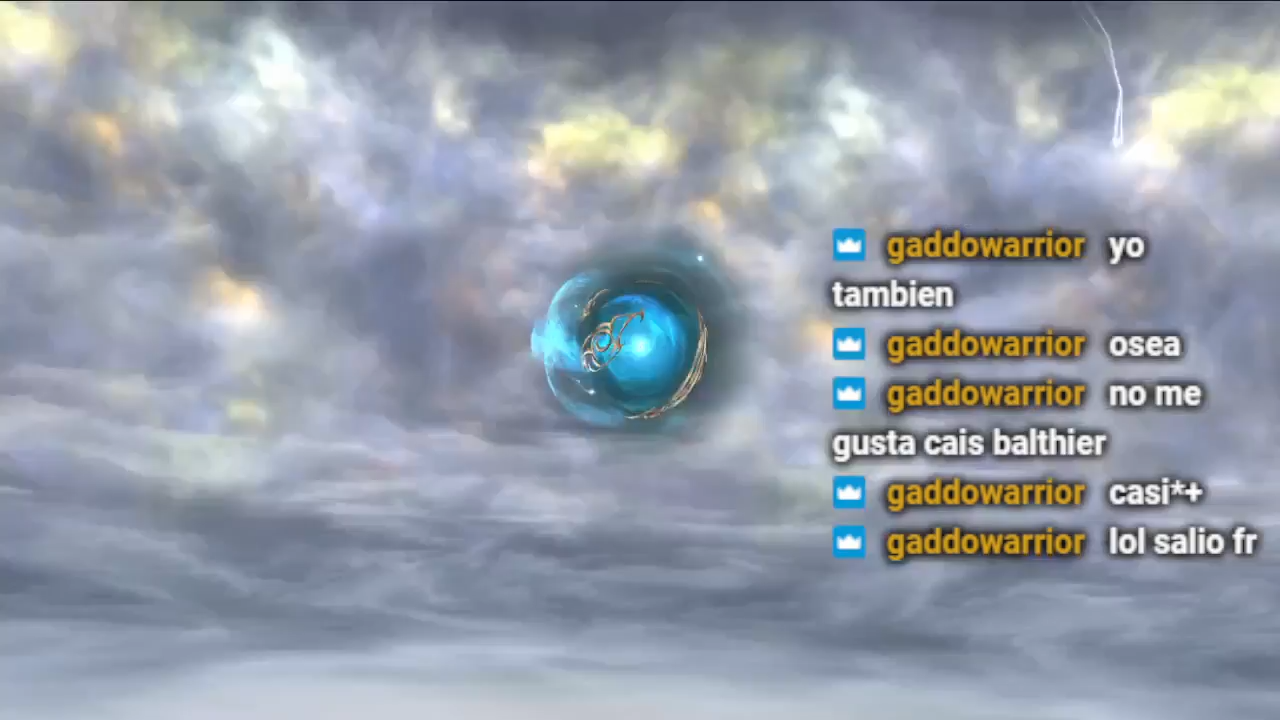 gaddowarrior yo
tambien
gaddowarrior osea
gaddowarrior no me
gusta cais balthier
gaddowarrior casi*+
gaddowarrior lol salio fr